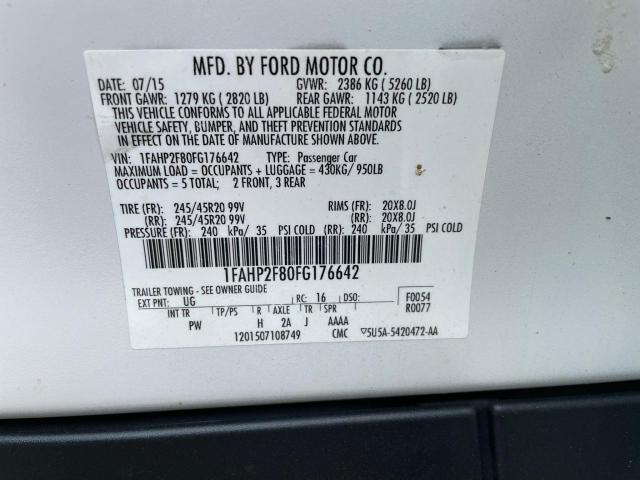 MFD. BY FORD MOTOR CO.
DATE: 07/15 GVWR: 2386 KG ( 5260 LB)
FRONT GAWR: 1279 KG ( 2820 LB) REAR GAWR: 1143 KG ( 2520 LB)
THIS VEHICLE CONFORMS TO ALL APPLICABLE FEDERAL MOTOR
VEHICLE SAFETY, BUMPER, AND THEFT PREVENTION STANDARDS
IN EFFECT ON THE DATE OF MANUFACTURE SHOWN ABOVE.
VIN: 1FAHP2F80FG176642 TYPE: Passenger Car
MAXIMUM LOAD = OCCUPANTS + LUGGAGE = 430KG/ 950LB
OCCUPANTS = 5 TOTAL; 2 FRONT, 3 REAR
TIRE (FR): 245/45R20 99V RIMS (FR): 20X8.0J
(RR): 245/45R20 99V (RR): 20X8.0J
PRESSURE (FR): 240 kPa/ 35 PSI COLD (RR): 240 kPa/ 35 PSI COLD
1FAHP2F80FG176642
TRAILER TOWING - SEE OWNER GUIDE
EXT PNT: UG RC: 16 DSO: F0054
R0077
INT TR TP/PS R AXLE TR SPR
PW H 2A J AAAA
1201507108749 CMC ▽5U5A-5420472-AA